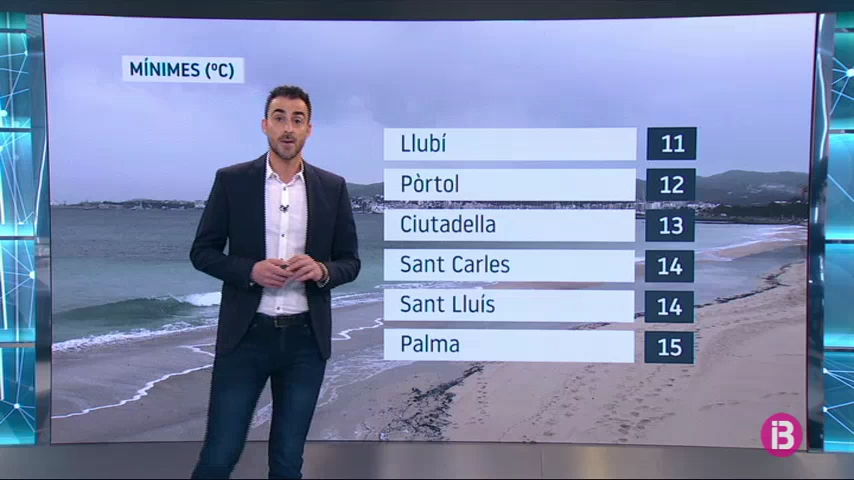 MÍNIMES (ºC)
Llubí 11
Pòrtol 12
Ciutadella 13
Sant Carles 14
Sant Lluís 14
Palma 15
iB